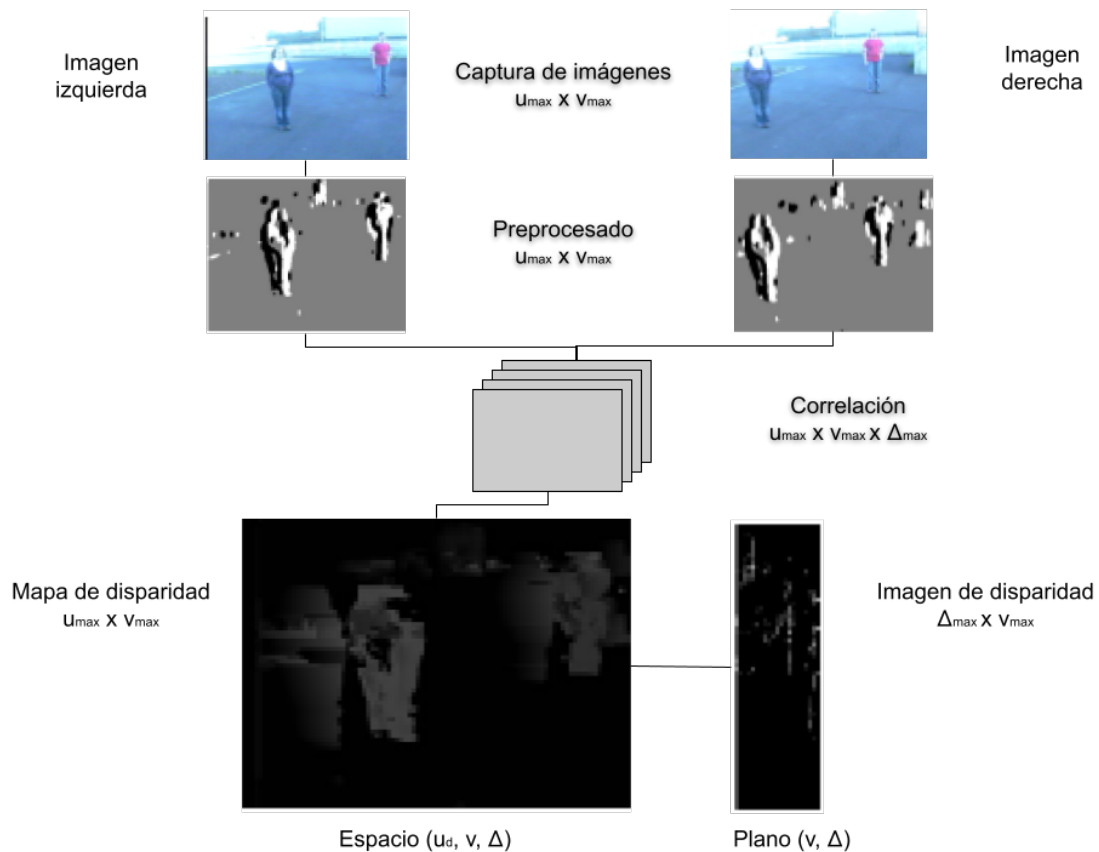 Imagen
izquierda
Captura de imágenes
umax x vmax
Imagen
derecha
Preprocesado
umax x vmax
Correlación
umax x vmax x Δmax
Mapa de disparidad
umax x vmax
Imagen de disparidad
Δmax x vmax
Espacio (ud, v, Δ)
Plano (v, Δ)